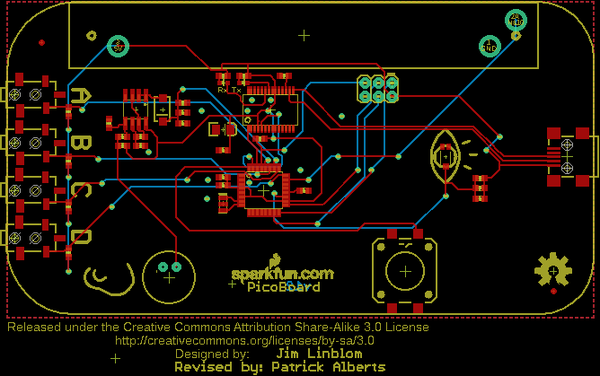 Rx Tx
A
B
C
D
sparkfun.com
PicoBoard
Released under the Creative Commons Attribution Share-Alike 3.0 License
http://creativecommons.org/licenses/by-sa/3.0
Designed by: Jim Linblom
Revised by: Patrick Alberts